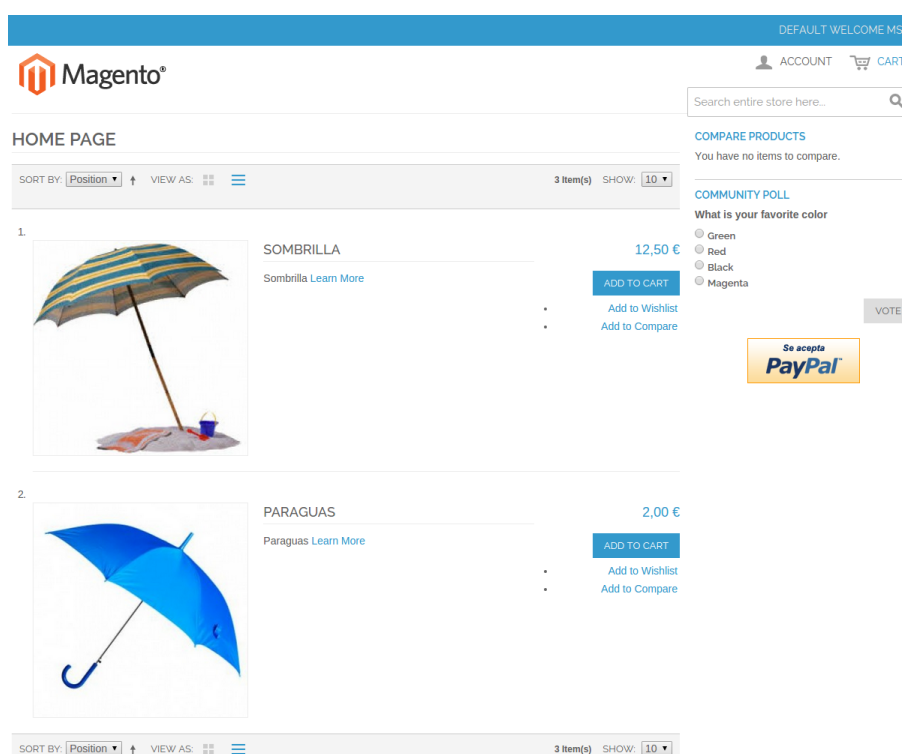 DEFAULT WELCOME MS
Magento®
ACCOUNT
CART
Search entire store here...
HOME PAGE
SORT BY: Position VIEW AS:
3 Item(s) SHOW: 10
1.
SOMBRILLA
12,50 €
Sombrilla Learn More
ADD TO CART
Add to Wishlist
Add to Compare
2.
PARAGUAS
2,00 €
Paraguas Learn More
ADD TO CART
Add to Wishlist
Add to Compare
SORT BY: Position VIEW AS:
3 Item(s) SHOW: 10
COMPARE PRODUCTS
You have no items to compare.
COMMUNITY POLL
What is your favorite color
Green
Red
Black
Magenta
VOTE
Se acepta
PayPal™